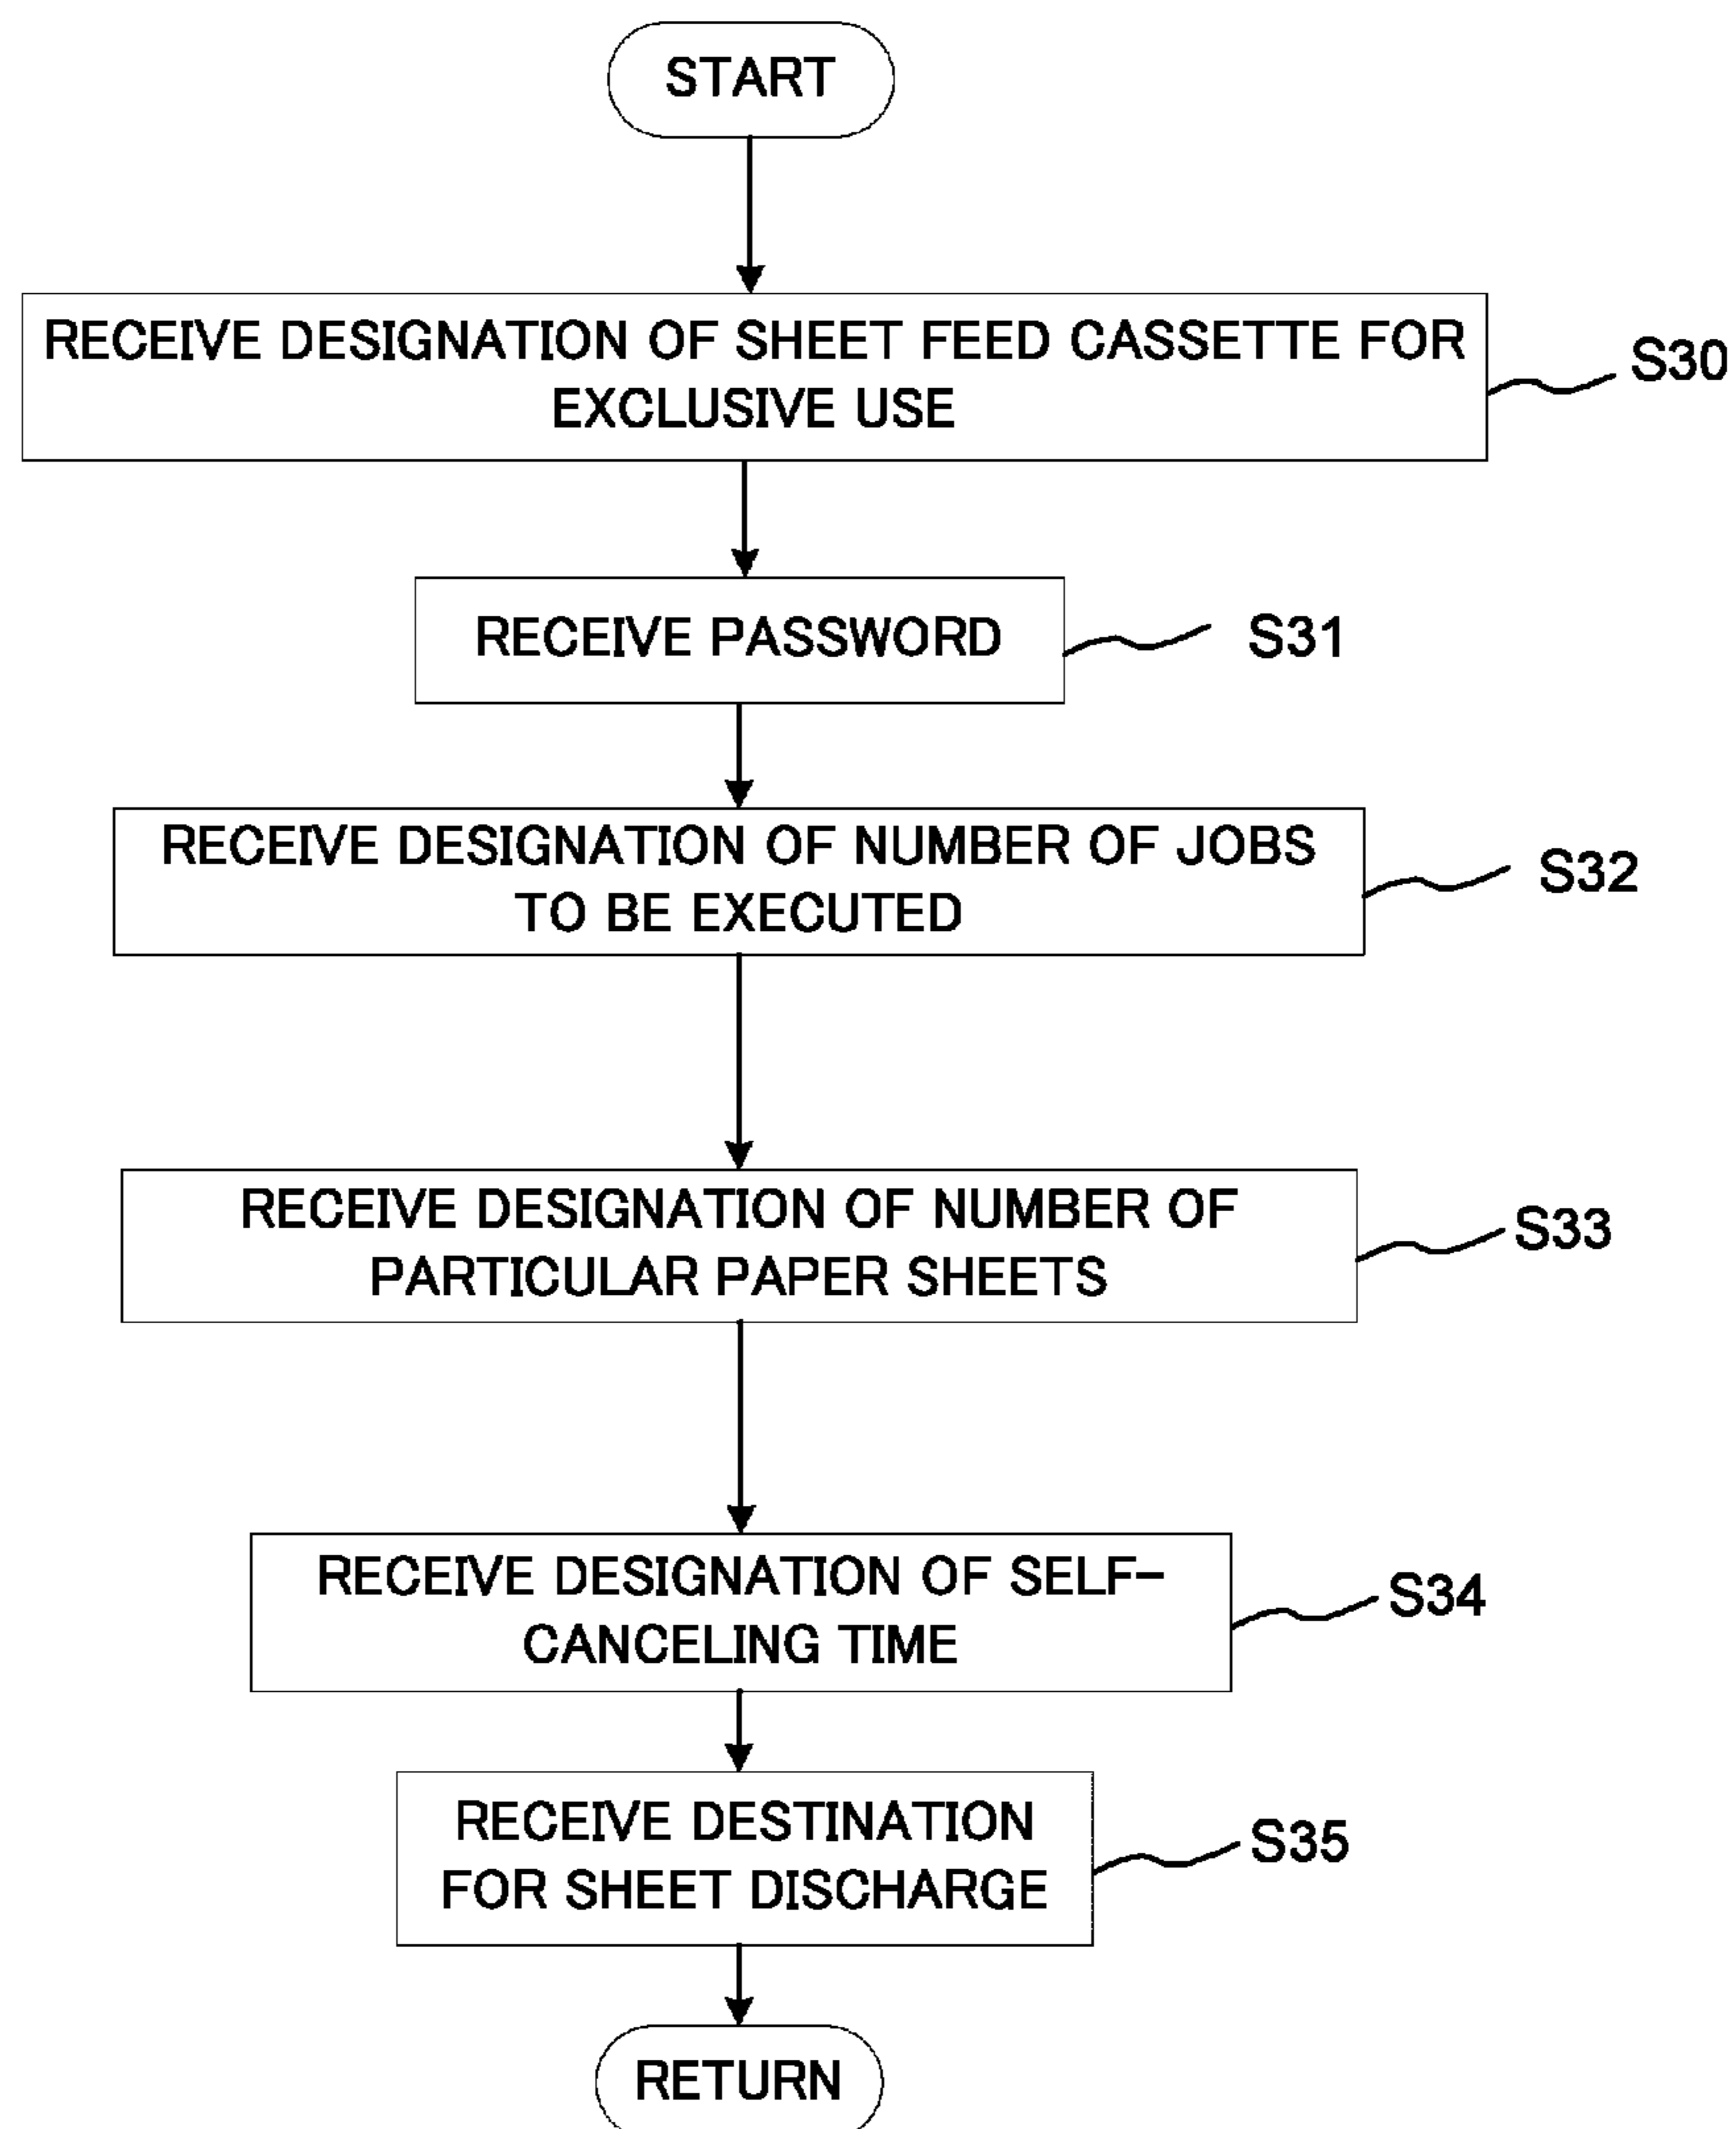 START
RECEIVE DESIGNATION OF SHEET FEED CASSETTE FOR
EXCLUSIVE USE
S30
RECEIVE PASSWORD
S31
RECEIVE DESIGNATION OF NUMBER OF JOBS
TO BE EXECUTED
S32
RECEIVE DESIGNATION OF NUMBER OF
PARTICULAR PAPER SHEETS
S33
RECEIVE DESIGNATION OF SELF-
CANCELING TIME
S34
RECEIVE DESTINATION
FOR SHEET DISCHARGE
S35
RETURN